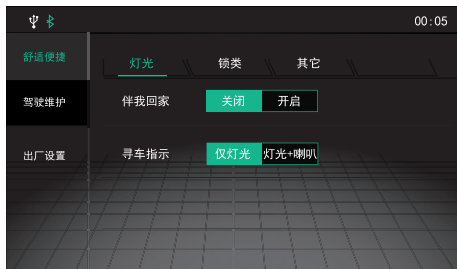 00:05
舒适便捷
灯光 锁类 其它
驾驶维护
伴我回家 关闭 开启
出厂设置
寻车指示 仅灯光 灯光+喇叭